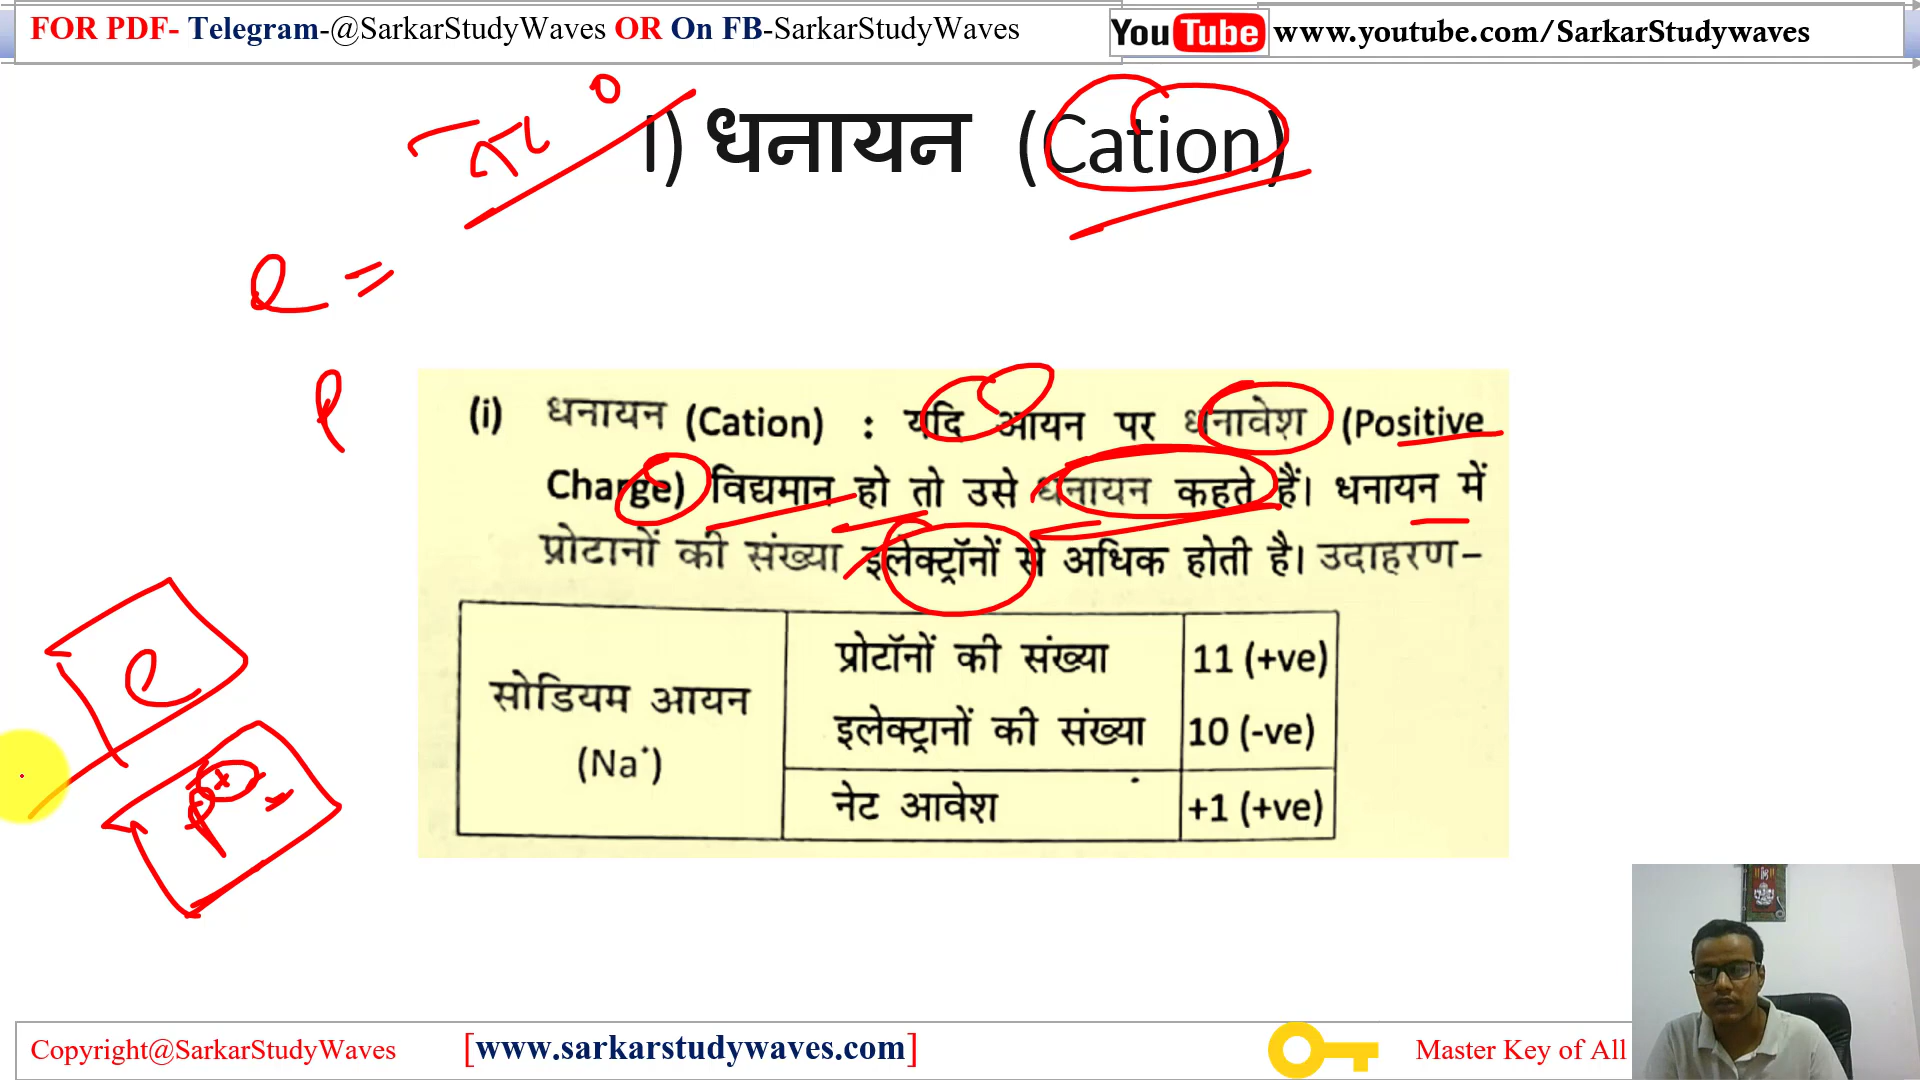 FOR PDF- Telegram-@SarkarStudyWaves OR On FB-SarkarStudyWaves
YouTube www.youtube.com/SarkarStudywaves
I) धनायन (Cation)
e =
p
(i) धनायन (Cation) : यदि आयन पर धनावेश (Positive
Charge) विद्यमान हो तो उसे धनायन कहते हैं। धनायन में
प्रोटानों की संख्या इलेक्ट्रॉनों से अधिक होती है। उदाहरण–
सोडियम आयन
(Na⁺)
प्रोटॉनों की संख्या 11 (+ve)
इलेक्ट्रानों की संख्या 10 (-ve)
नेट आवेश +1 (+ve)
e
p
Copyright@SarkarStudyWaves [www.sarkarstudywaves.com] Master Key of All